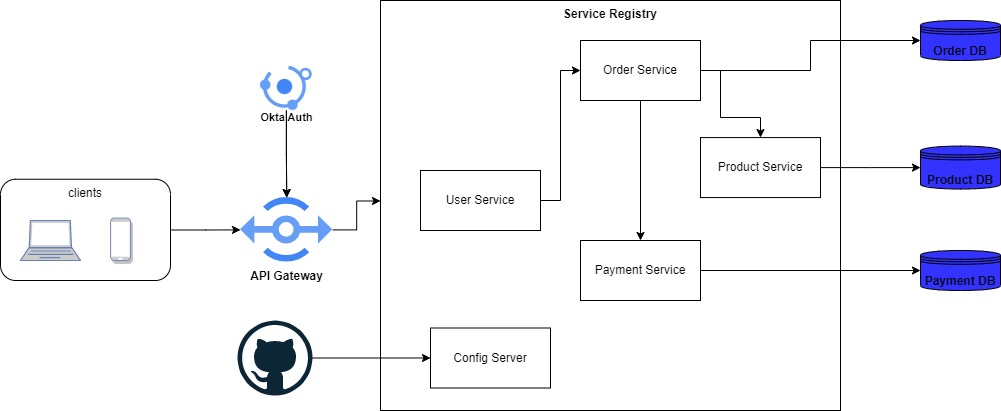 Service Registry
Order Service
Order DB
Okta Auth
Product Service
Product DB
clients
User Service
API Gateway
Payment Service
Payment DB
Config Server